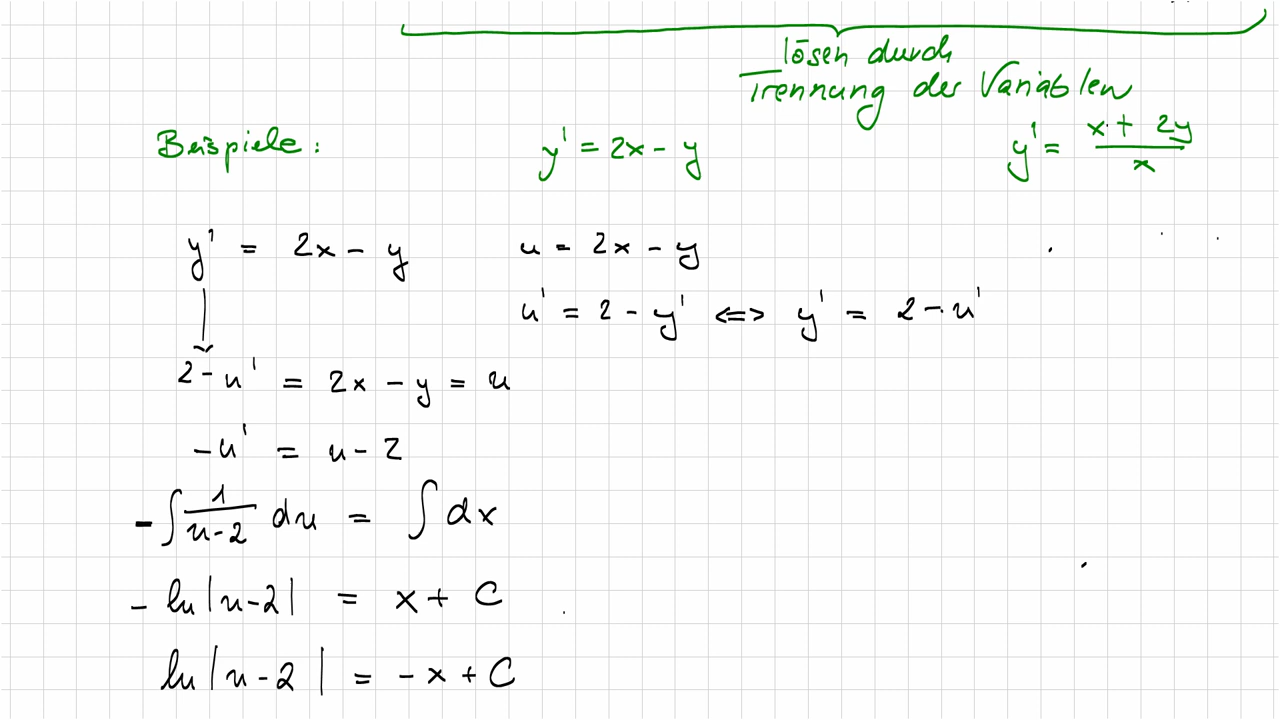 lösen durch
Trennung der Variablen
Beispiele: y' = 2x - y y' = (x + 2y)/x
y' = 2x - y u = 2x - y
u' = 2 - y' <=> y' = 2 - u'
2 - u' = 2x - y = u
-u' = u - 2
-∫ 1/(u-2) du = ∫ dx
- ln|u-2| = x + C
ln|u-2| = -x + C